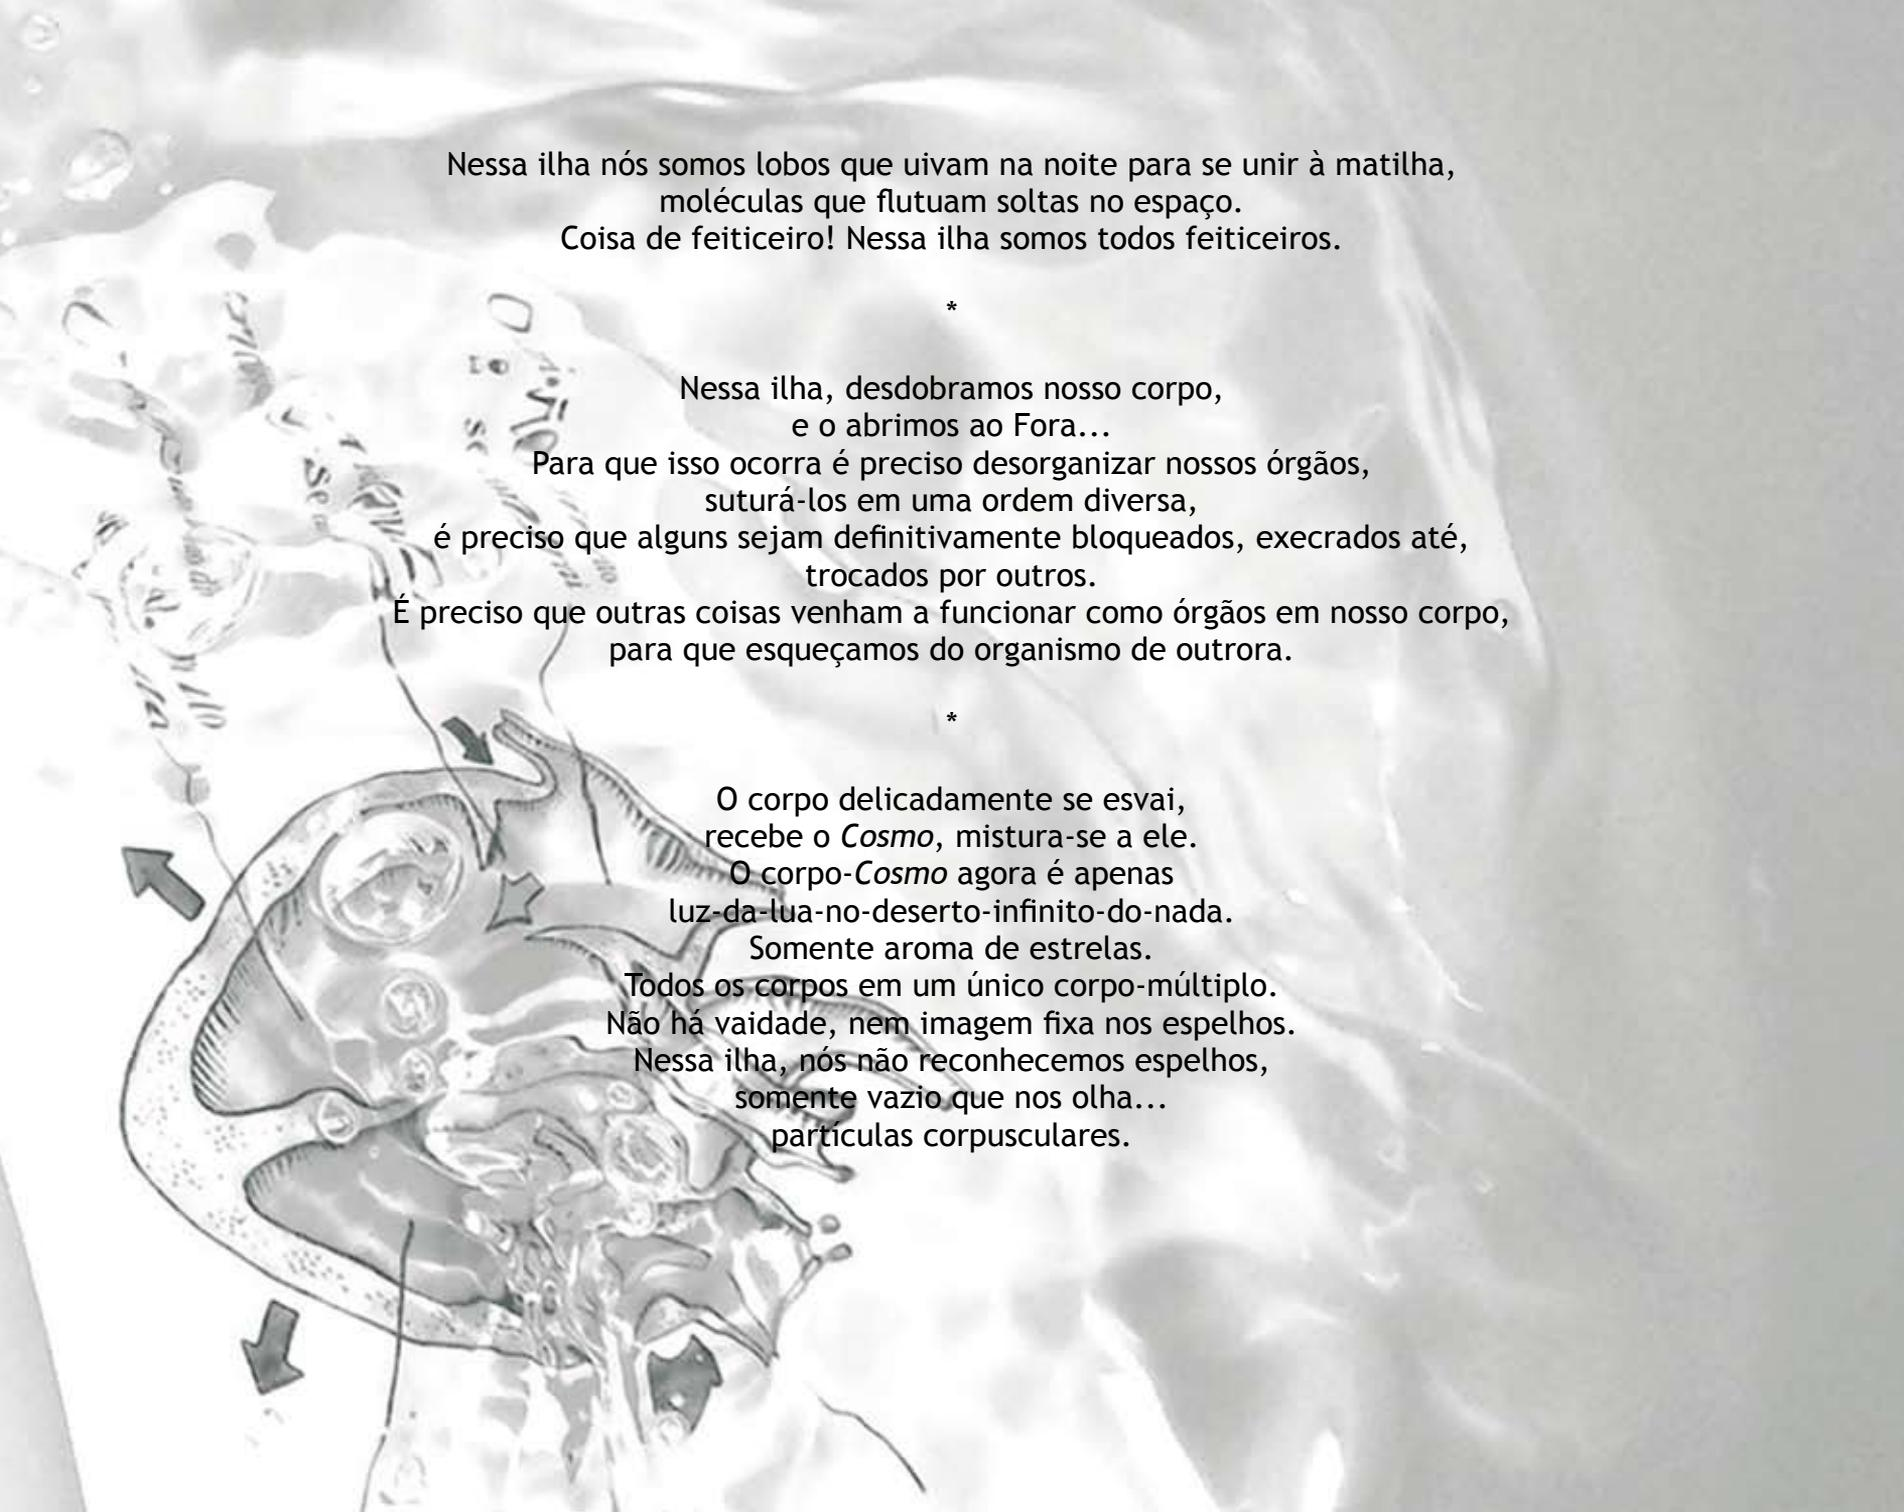 Nessa ilha nós somos lobos que uivam na noite para se unir à matilha,
moléculas que flutuam soltas no espaço.
Coisa de feiticeiro! Nessa ilha somos todos feiticeiros.
*
Nessa ilha, desdobramos nosso corpo,
e o abrimos ao Fora...
Para que isso ocorra é preciso desorganizar nossos órgãos,
suturá-los em uma ordem diversa,
é preciso que alguns sejam definitivamente bloqueados, execrados até,
trocados por outros.
É preciso que outras coisas venham a funcionar como órgãos em nosso corpo,
para que esqueçamos do organismo de outrora.
*
O corpo delicadamente se esvai,
recebe o Cosmo, mistura-se a ele.
O corpo-Cosmo agora é apenas
luz-da-lua-no-deserto-infinito-do-nada.
Somente aroma de estrelas.
Todos os corpos em um único corpo-múltiplo.
Não há vaidade, nem imagem fixa nos espelhos.
Nessa ilha, nós não reconhecemos espelhos,
somente vazio que nos olha...
partículas corpusculares.